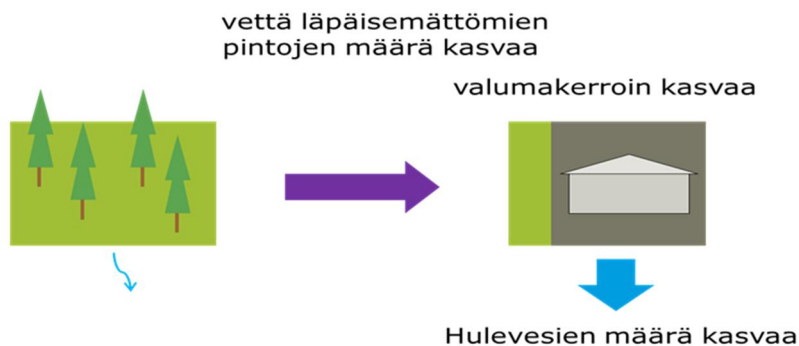 vettä läpäisemättömien
pintojen määrä kasvaa
valumakerroin kasvaa
Hulevesien määrä kasvaa